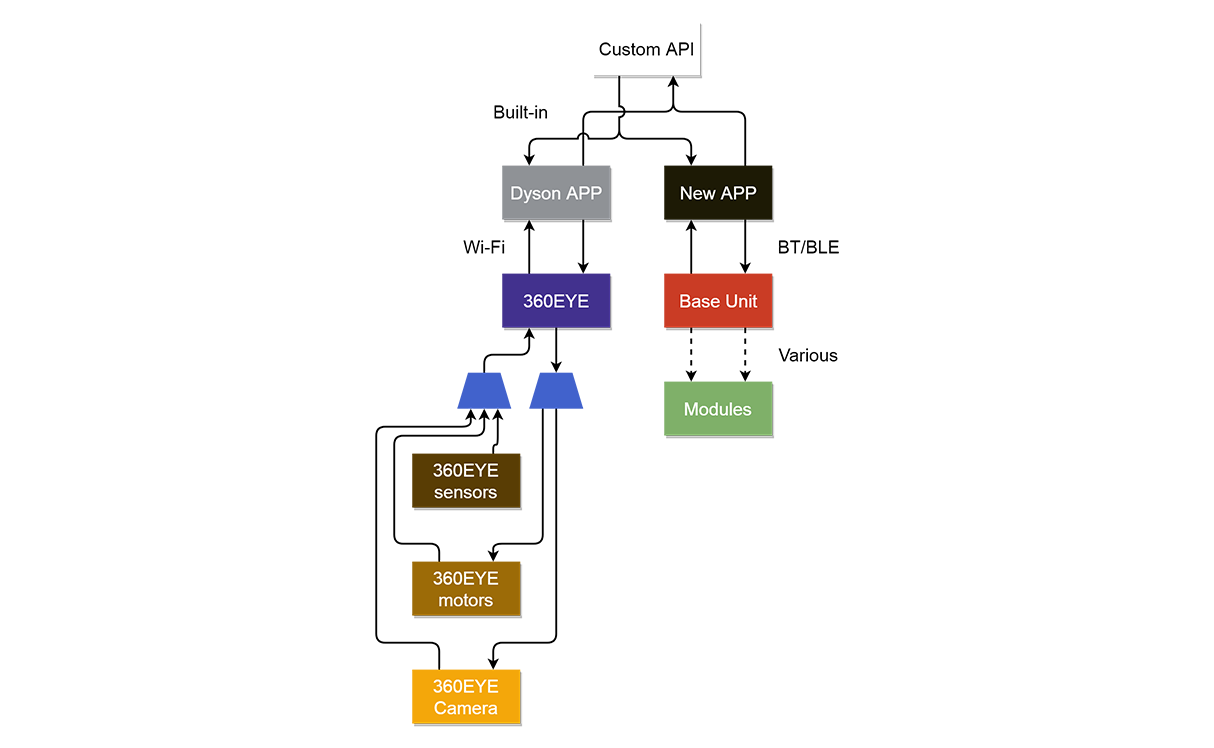 Custom API
Built-in
Dyson APP
New APP
Wi-Fi
BT/BLE
360EYE
Base Unit
Various
Modules
360EYE
sensors
360EYE
motors
360EYE
Camera